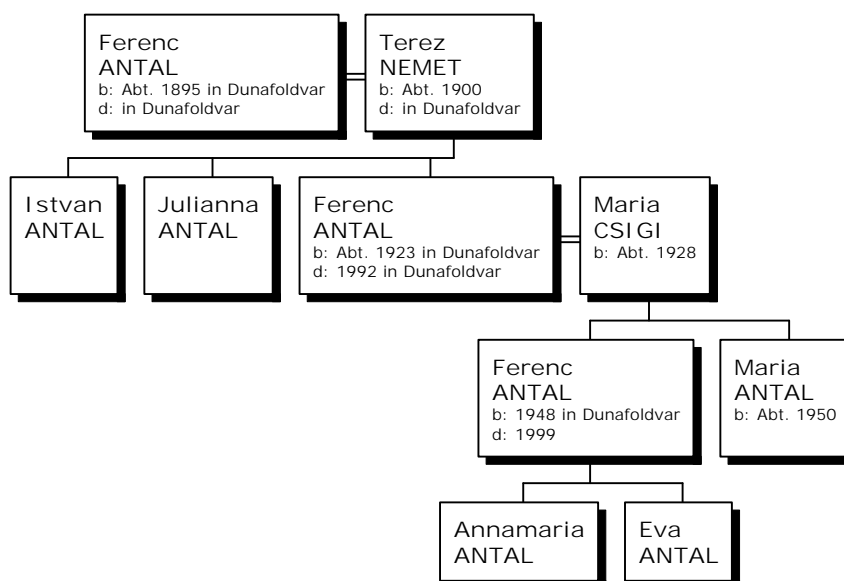 Ferenc
ANTAL
b: Abt. 1895 in Dunafoldvar
d: in Dunafoldvar
Terez
NEMET
b: Abt. 1900
d: in Dunafoldvar
Istvan
ANTAL
Julianna
ANTAL
Ferenc
ANTAL
b: Abt. 1923 in Dunafoldvar
d: 1992 in Dunafoldvar
Maria
CSIGI
b: Abt. 1928
Ferenc
ANTAL
b: 1948 in Dunafoldvar
d: 1999
Maria
ANTAL
b: Abt. 1950
Annamaria
ANTAL
Eva
ANTAL